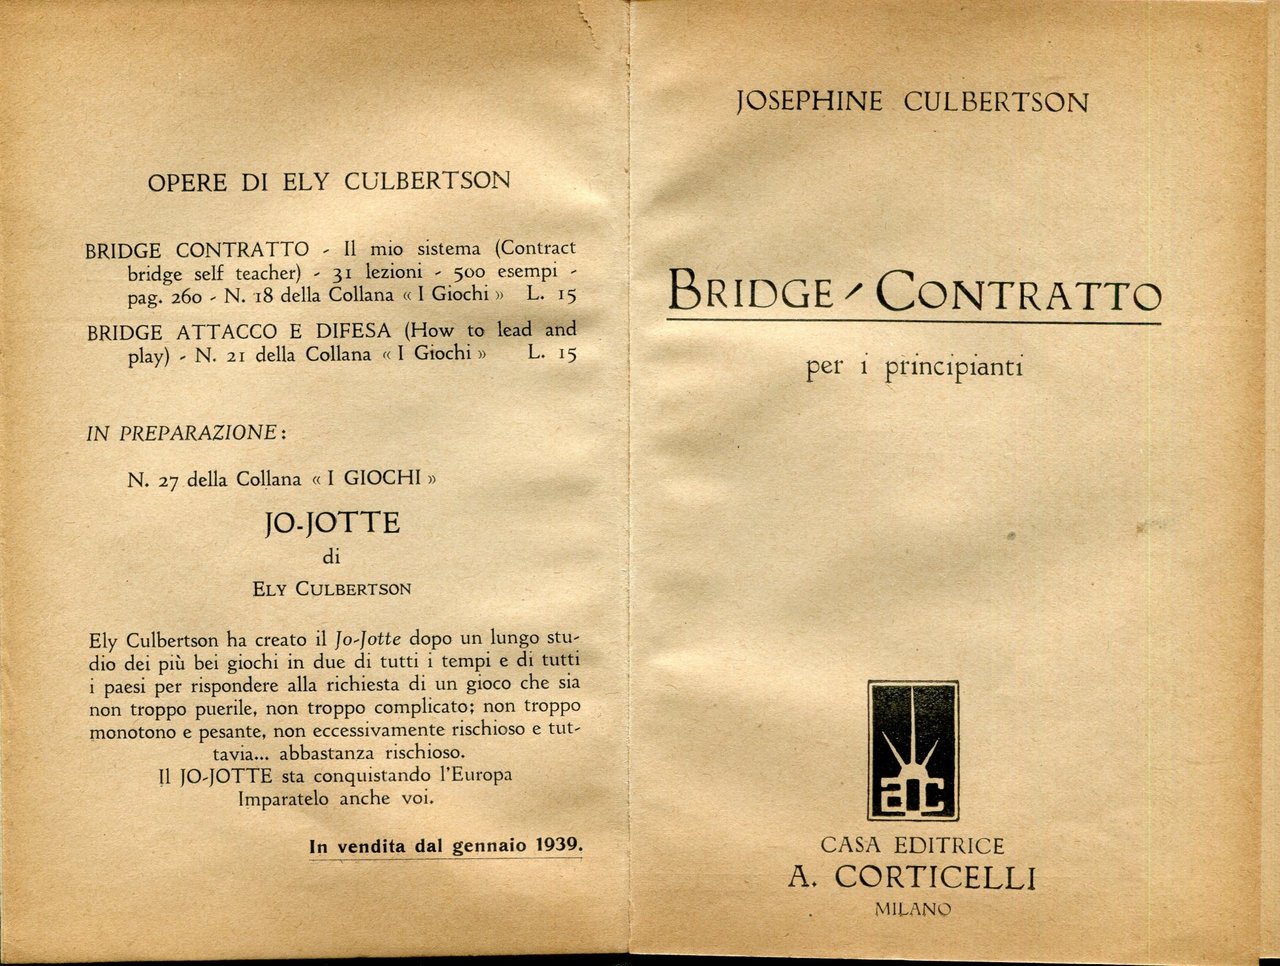 OPERE DI ELY CULBERTSON
BRIDGE CONTRATTO - Il mio sistema (Contract
bridge self teacher) - 31 lezioni - 500 esempi -
pag. 260 - N. 18 della Collana « I Giochi » L. 15
BRIDGE ATTACCO E DIFESA (How to lead and
play) - N. 21 della Collana « I Giochi » L. 15
IN PREPARAZIONE:
N. 27 della Collana « I GIOCHI »
JO-JOTTE
di
ELY CULBERTSON
Ely Culbertson ha creato il Jo-Jotte dopo un lungo stu-
dio dei più bei giochi in due di tutti i tempi e di tutti
i paesi per rispondere alla richiesta di un gioco che sia
non troppo puerile, non troppo complicato; non troppo
monotono e pesante, non eccessivamente rischioso e tut-
tavia... abbastanza rischioso.
Il JO-JOTTE sta conquistando l'Europa
Imparatelo anche voi.
In vendita dal gennaio 1939.
JOSEPHINE CULBERTSON
BRIDGE - CONTRATTO
per i principianti
ac
CASA EDITRICE
A. CORTICELLI
MILANO